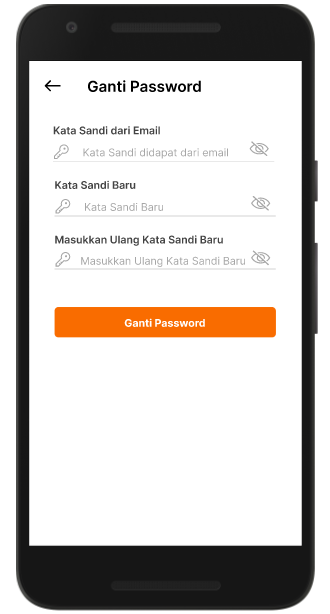 Ganti Password
Kata Sandi dari Email
Kata Sandi didapat dari email
Kata Sandi Baru
Kata Sandi Baru
Masukkan Ulang Kata Sandi Baru
Masukkan Ulang Kata Sandi Baru
Ganti Password